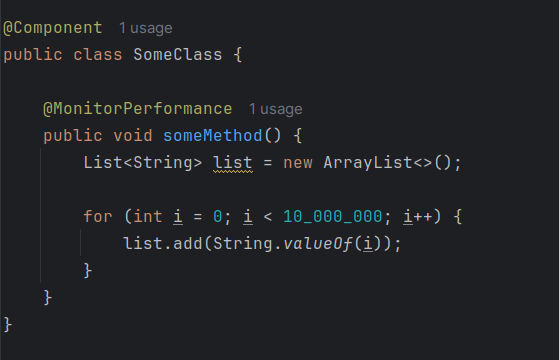 @Component 1 usage
public class SomeClass {
@MonitorPerformance 1 usage
public void someMethod() {
List<String> list = new ArrayList<>();
for (int i = 0; i < 10_000_000; i++) {
list.add(String.valueOf(i));
}
}
}